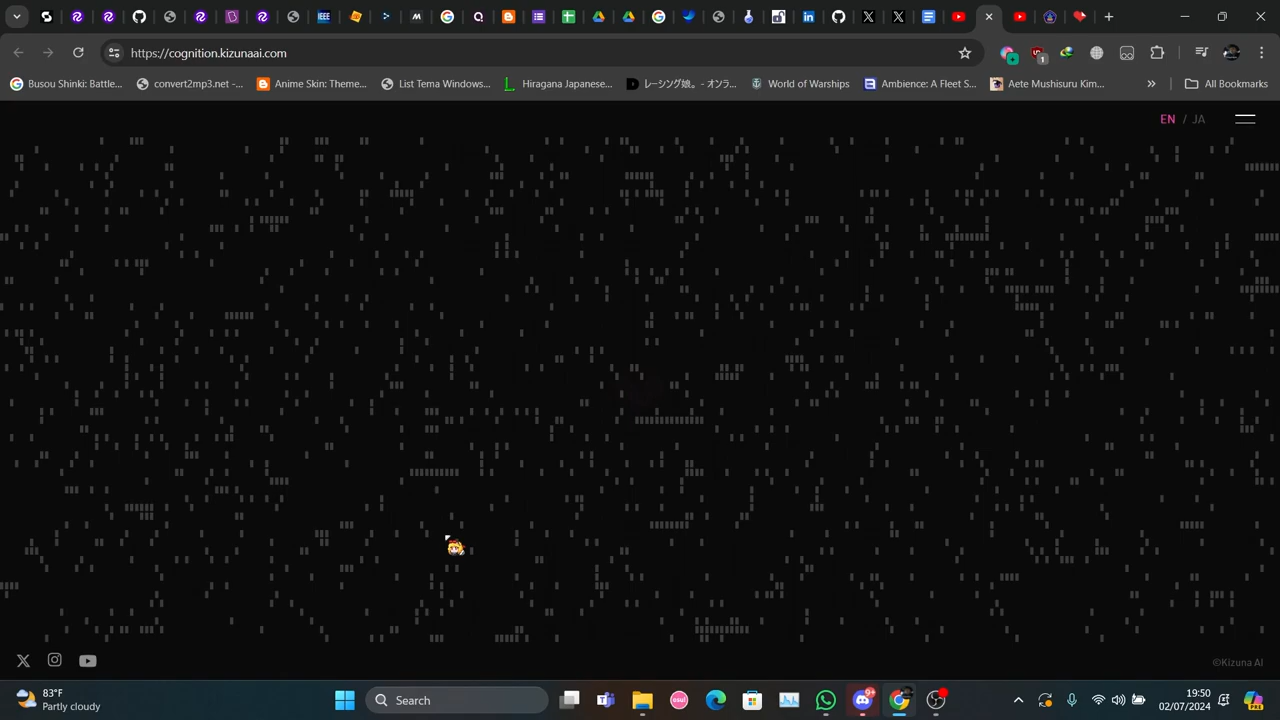 https://cognition.kizunaai.com
Busou Shinki: Battle...
convert2mp3.net -...
Anime Skin: Theme...
List Tema Windows...
Hiragana Japanese...
レーシング娘。 - オンラ...
World of Warships
Ambience: A Fleet S...
Aete Mushisuru Kim...
All Bookmarks
EN / JA
©Kizuna AI
83°F
Partly cloudy
Search
osu!
19:50
02/07/2024